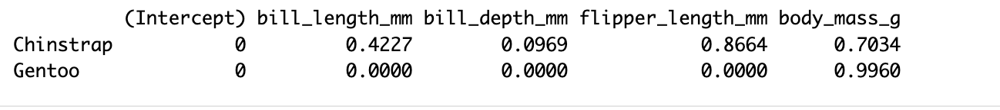 (Intercept) bill_length_mm bill_depth_mm flipper_length_mm body_mass_g
Chinstrap 0 0.4227 0.0969 0.8664 0.7034
Gentoo 0 0.0000 0.0000 0.0000 0.9960